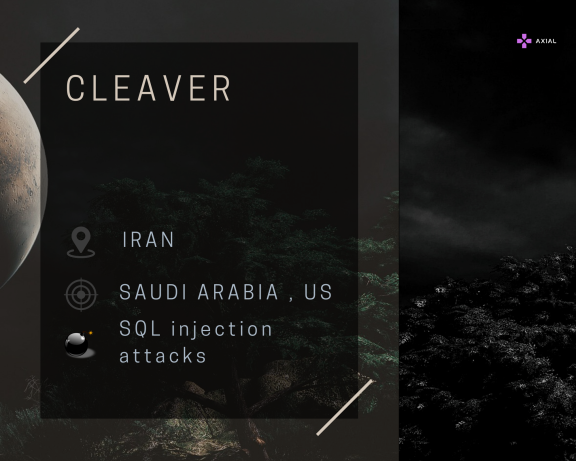 AXIAL
CLEAVER
IRAN
SAUDI ARABIA , US
SQL injection
attacks